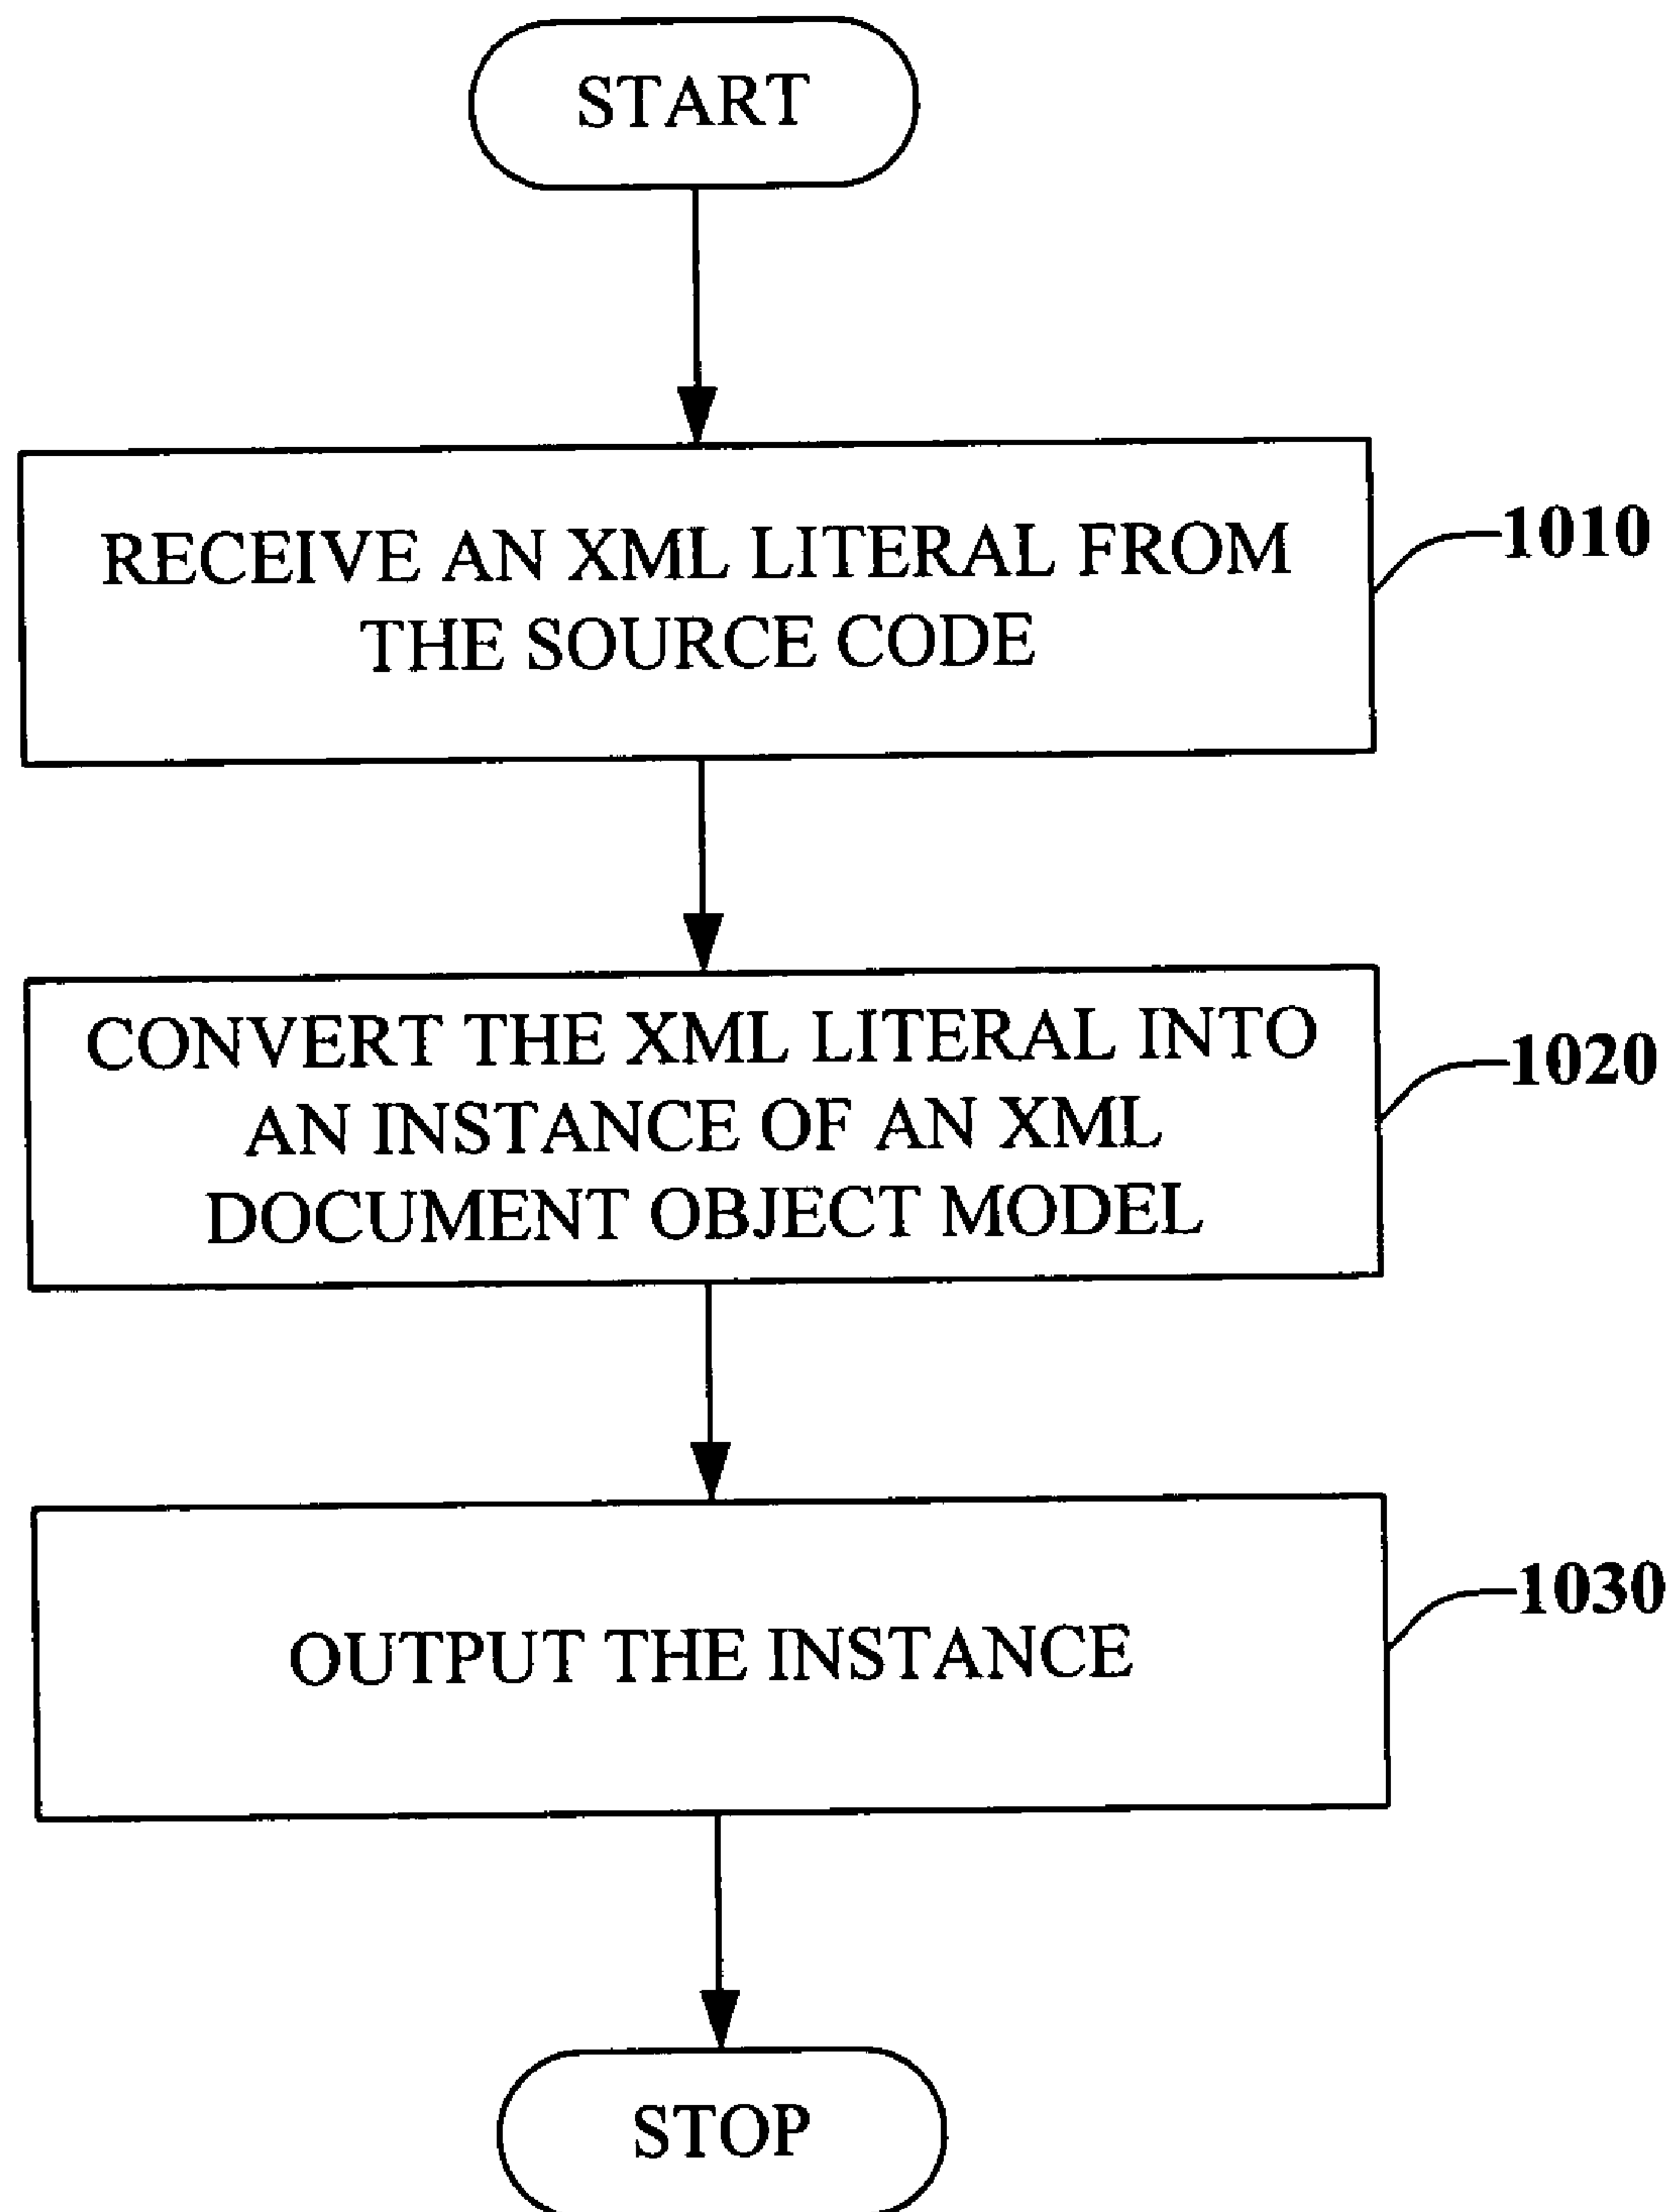 START
RECEIVE AN XML LITERAL FROM
THE SOURCE CODE
1010
CONVERT THE XML LITERAL INTO
AN INSTANCE OF AN XML
DOCUMENT OBJECT MODEL
1020
OUTPUT THE INSTANCE
1030
STOP